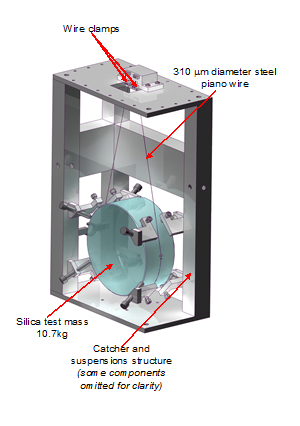 Wire clamps
310 µm diameter steel
piano wire
Silica test mass
10.7kg
Catcher and
suspensions structure
(some components
omitted for clarity)